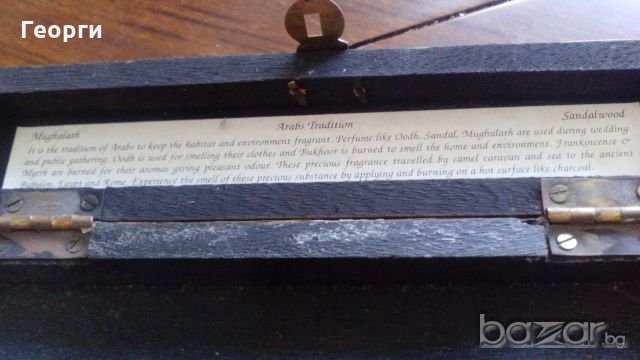 Георги
Arabs Tradition
Mughalath Sandalwood
It is the tradition of Arabs to keep the habitat and environment fragrant. Perfume like Oodh, Sandal, Mughalath are used during wedding
and public gathering. Oodh is used for smelling their clothes and Bukhoor is burned to smell the home and environment. Frankincense &
Myrrh are burned for their aromas giving pleasant odour. These precious fragrance travelled by camel caravan and sea to the ancient
Babylon, Egypt and Rome. Experience the smell of these precious substance by applying and burning on a hot surface like charcoal.
bazar.bg